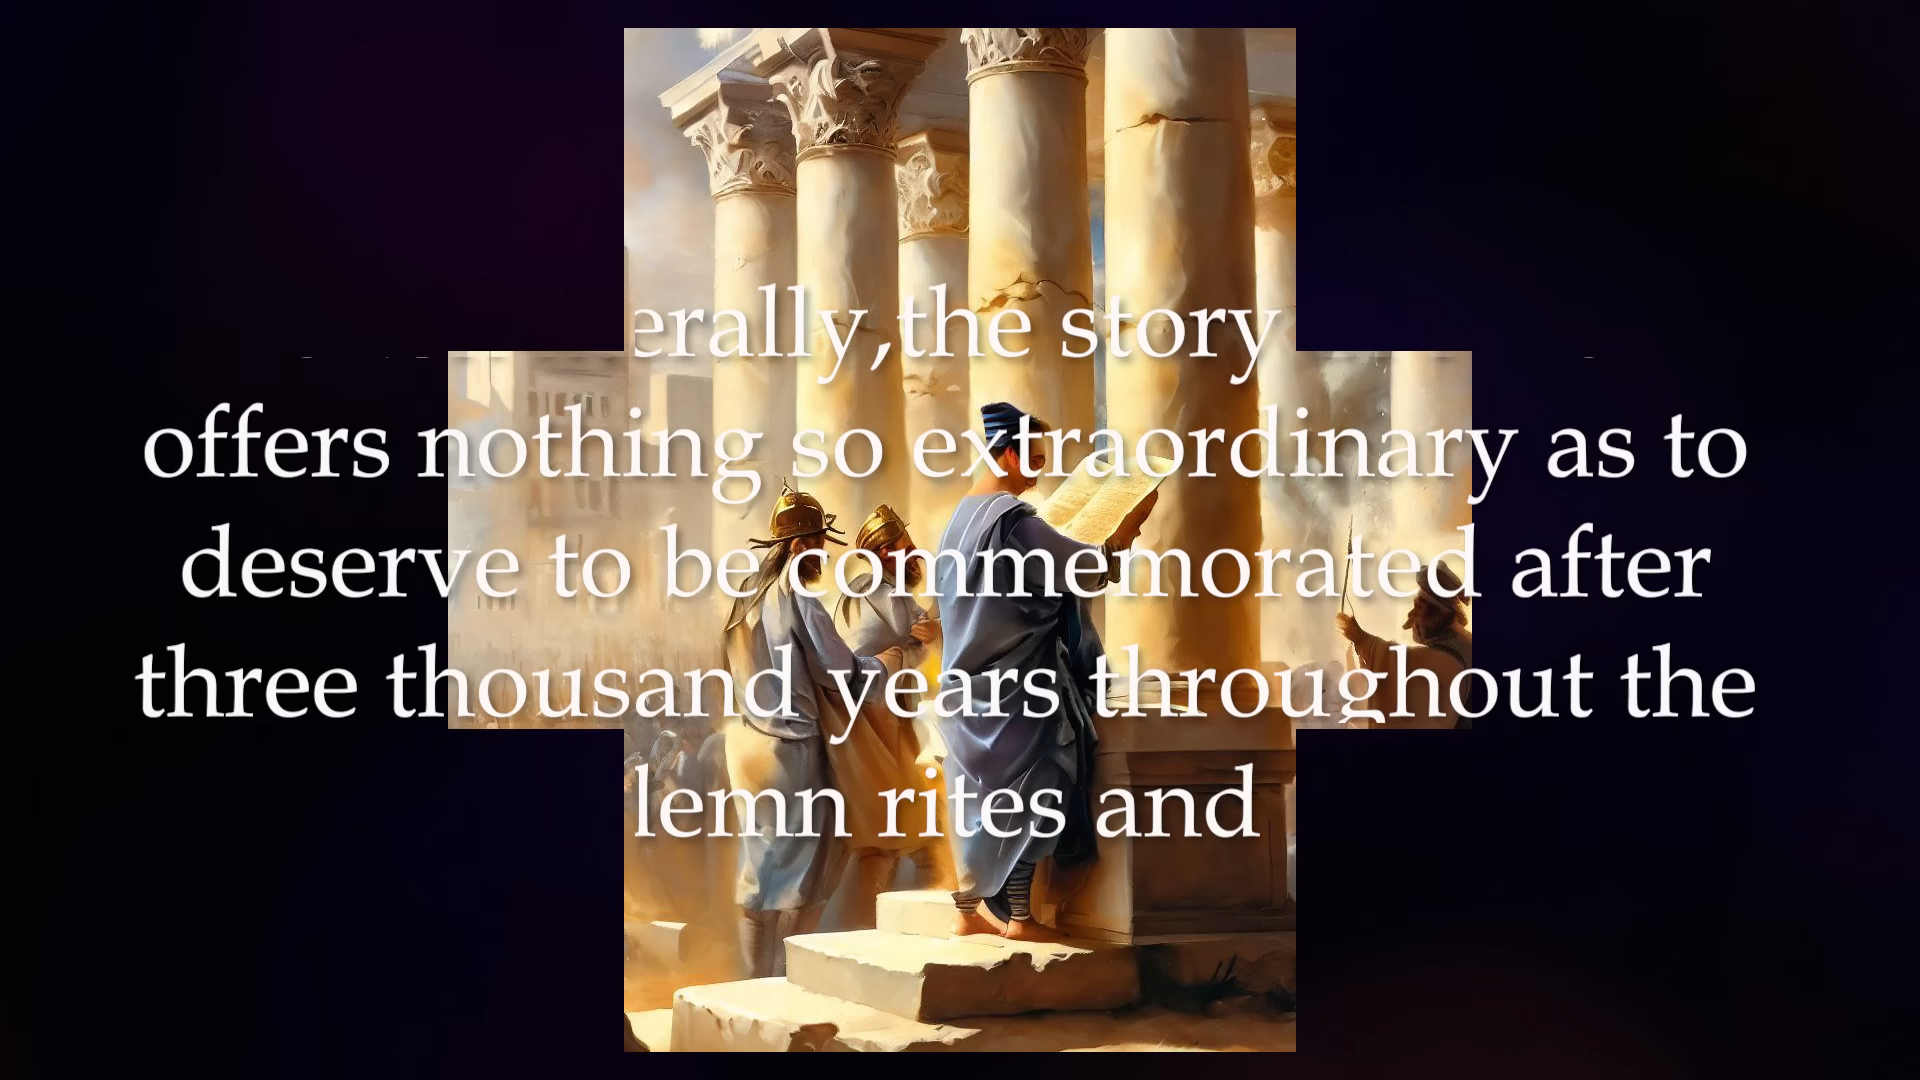 erally,the story
offers nothing so extraordinary as to
deserve to be commemorated after
three thousand years throughout the
lemn rites and